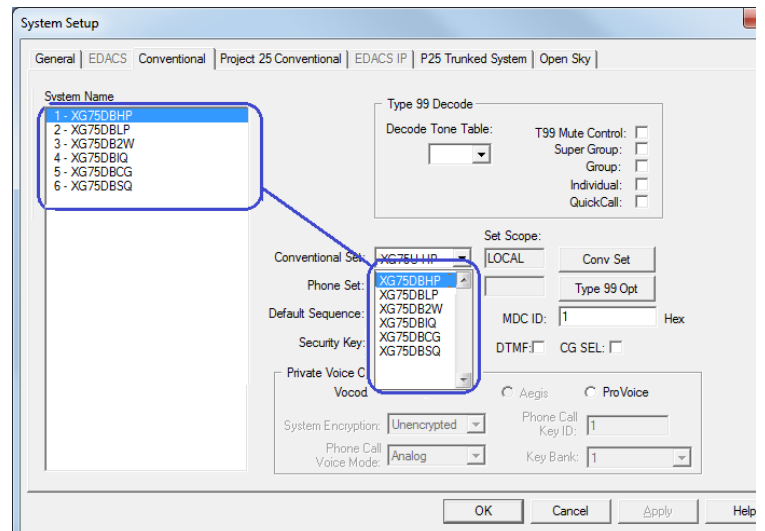 System Setup
General EDACS Conventional Project 25 Conventional EDACS IP P25 Trunked System Open Sky
System Name
1 - XG75DBHP
2 - XG75DBLP
3 - XG75DB2W
4 - XG75DBIQ
5 - XG75DBCG
6 - XG75DBSQ
Type 99 Decode
Decode Tone Table:
T99 Mute Control:
Super Group:
Group:
Individual:
QuickCall:
Set Scope:
Conventional Set: XG75U-HP LOCAL Conv Set
Phone Set: Type 99 Opt
XG75DBHP
XG75DBLP
XG75DB2W
XG75DBIQ
XG75DBCG
XG75DBSQ
Default Sequence: MDC ID: 1 Hex
Security Key: DTMF: CG SEL:
Private Voice C
Vocod Aegis ProVoice
System Encryption: Unencrypted Phone Call Key ID: 1
Phone Call Voice Mode: Analog Key Bank: 1
OK Cancel Apply Help